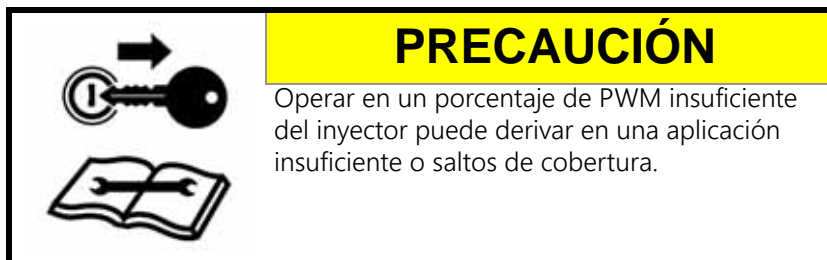 PRECAUCIÓN
Operar en un porcentaje de PWM insuficiente
del inyector puede derivar en una aplicación
insuficiente o saltos de cobertura.